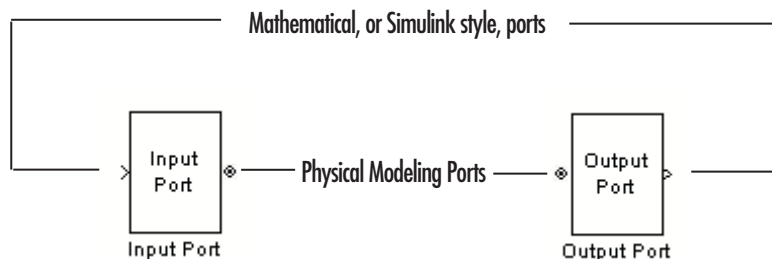 Mathematical, or Simulink style, ports
Input
Port
Physical Modeling Ports
Output
Port
Input Port
Output Port